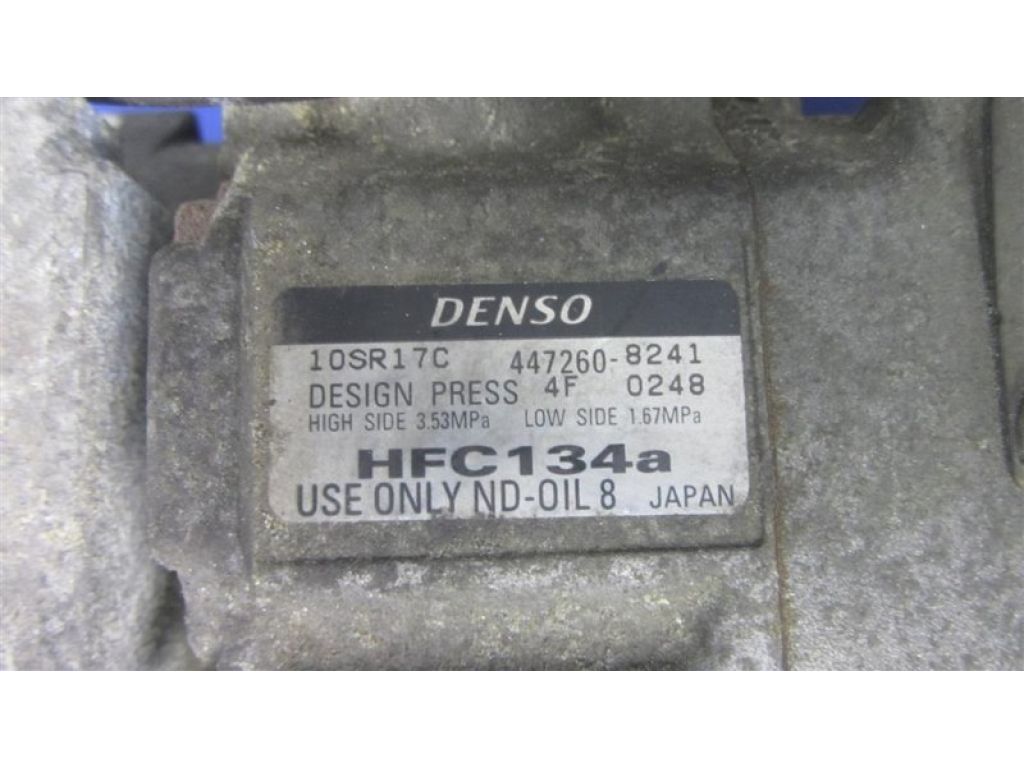 DENSO
10SR17C 447260-8241
DESIGN PRESS 4F 0248
HIGH SIDE 3.53MPa LOW SIDE 1.67MPa
HFC134a
USE ONLY ND-OIL 8 JAPAN